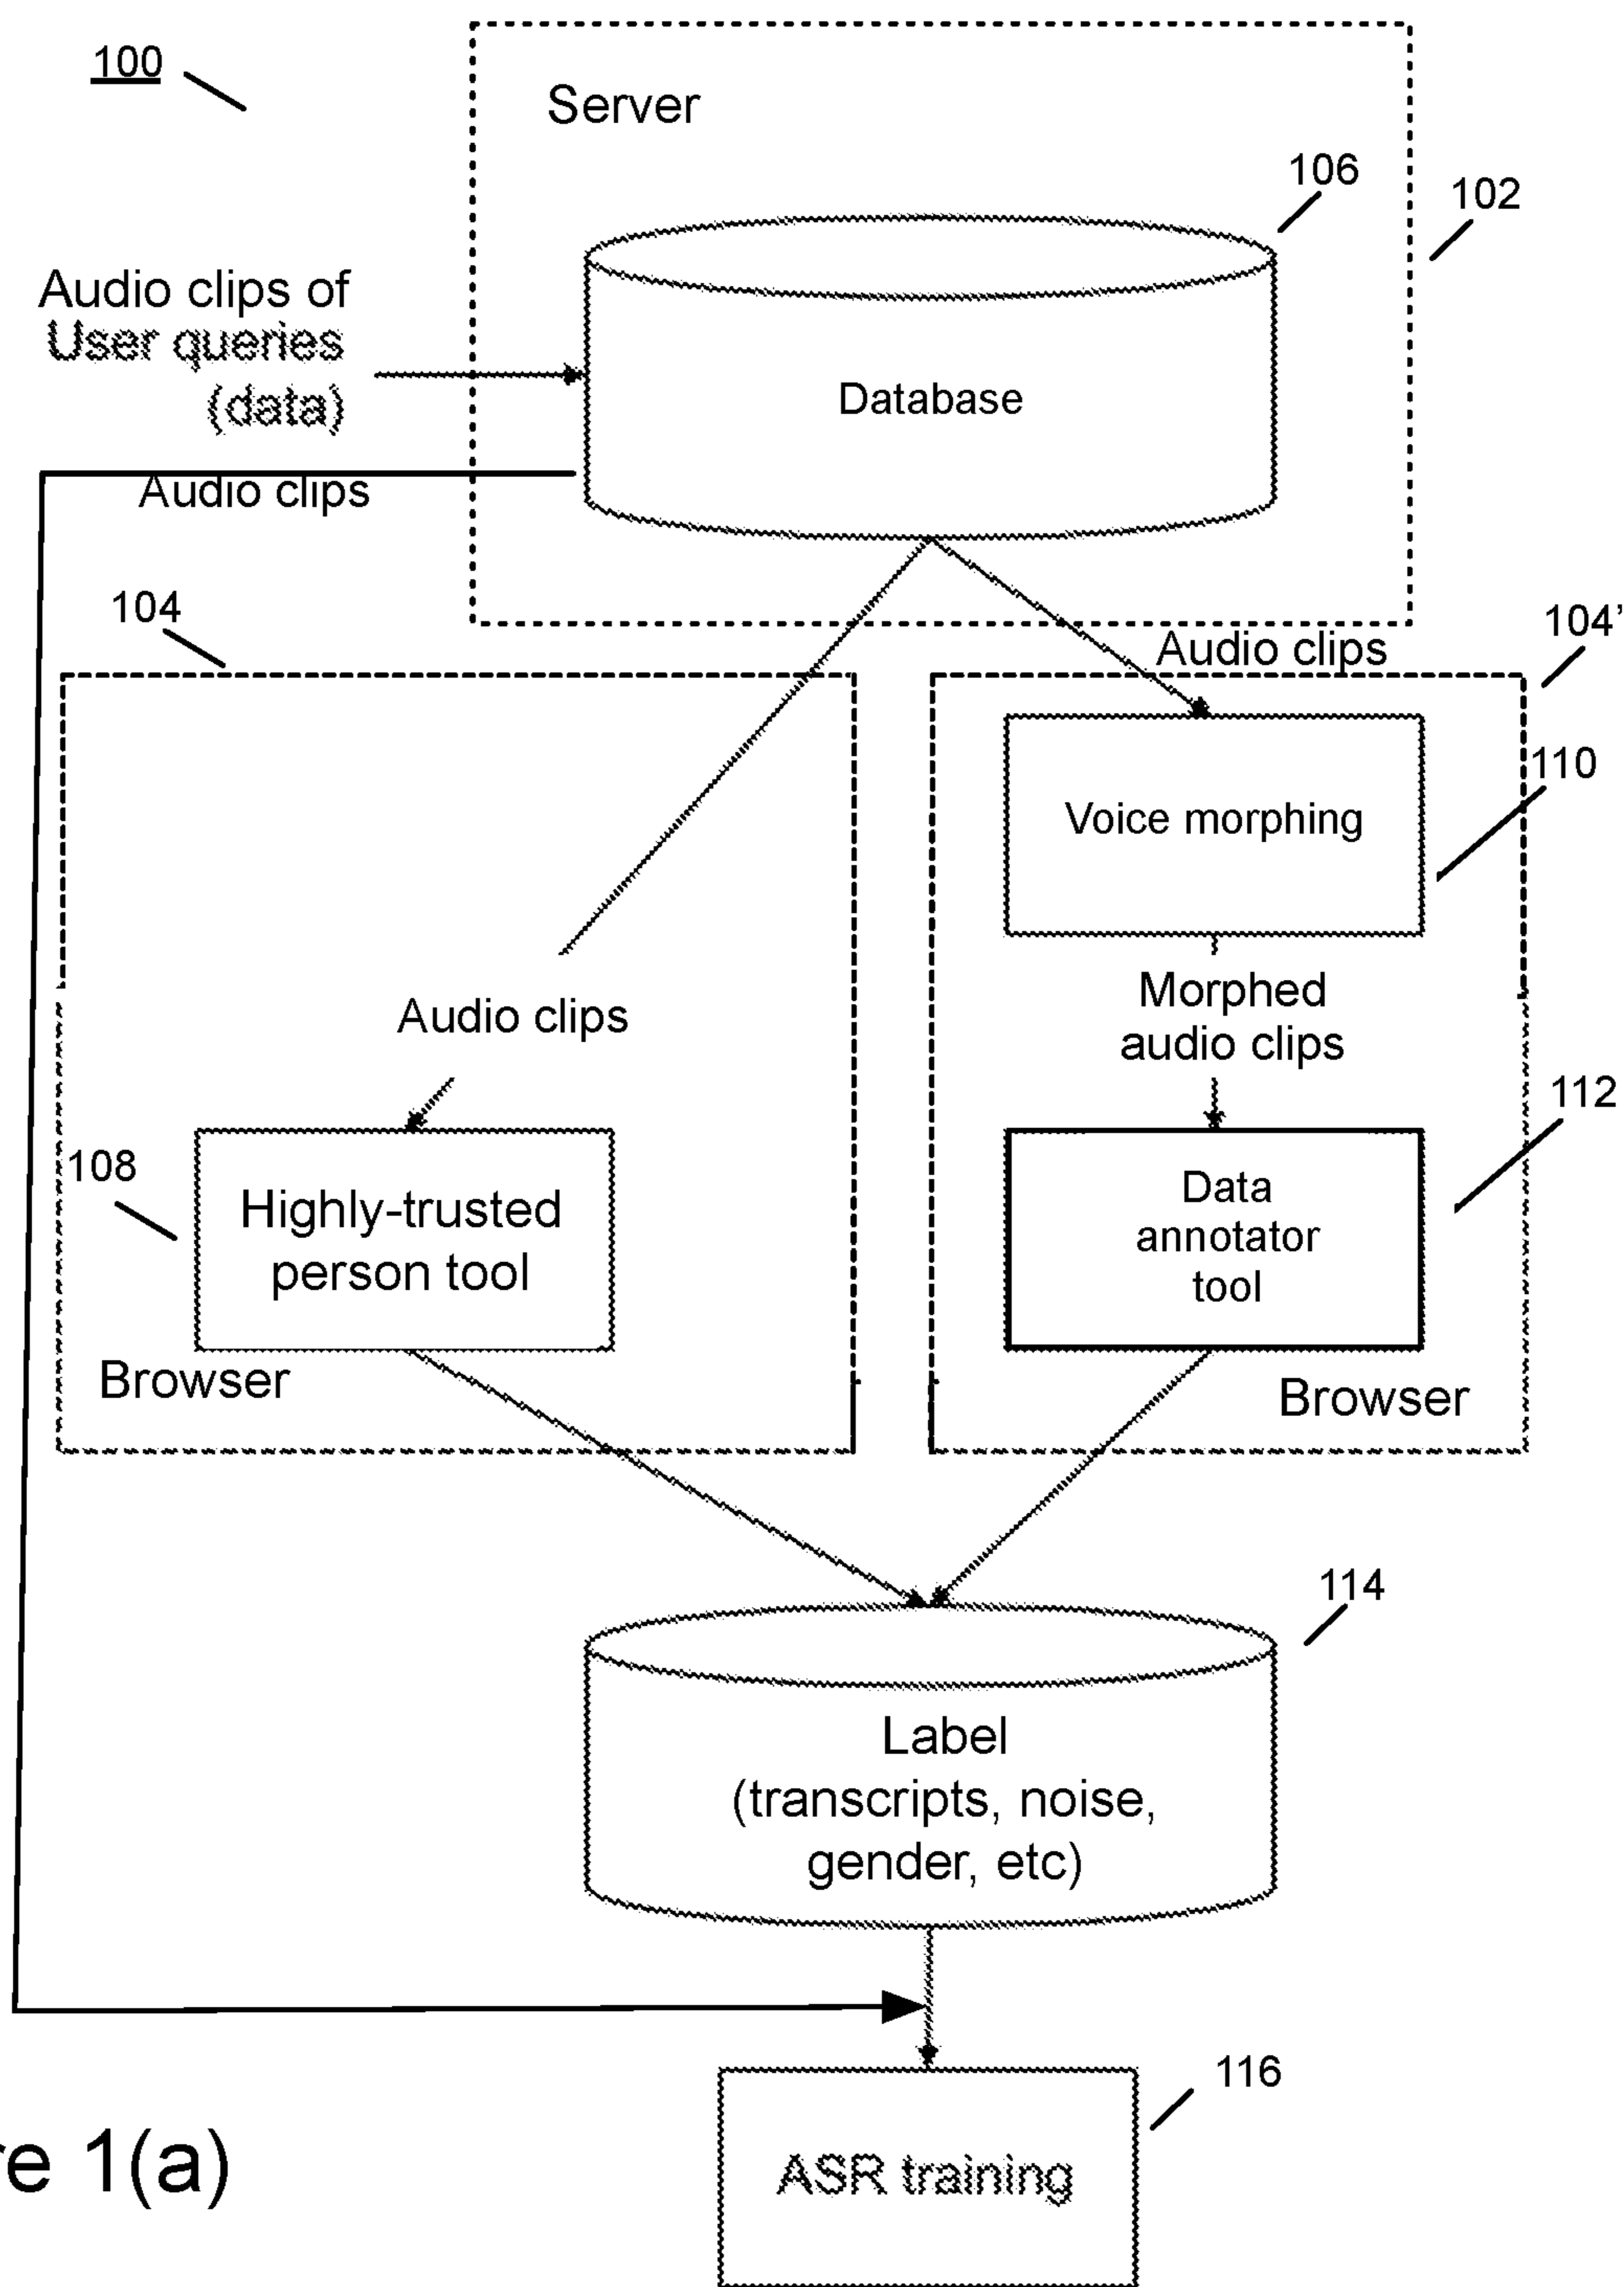 100
Server
106
102
Audio clips of
User queries
(data)
Database
Audio clips
104
104’
Audio clips
110
Voice morphing
Audio clips
Morphed
audio clips
112
108
Highly-trusted
person tool
Data
annotator
tool
Browser
Browser
114
Label
(transcripts, noise,
gender, etc)
116
ASR training
re 1(a)